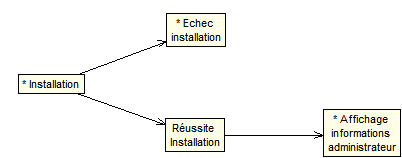 * Echec
installation
* Installation
Réussite
Installation
* Affichage
informations
administrateur